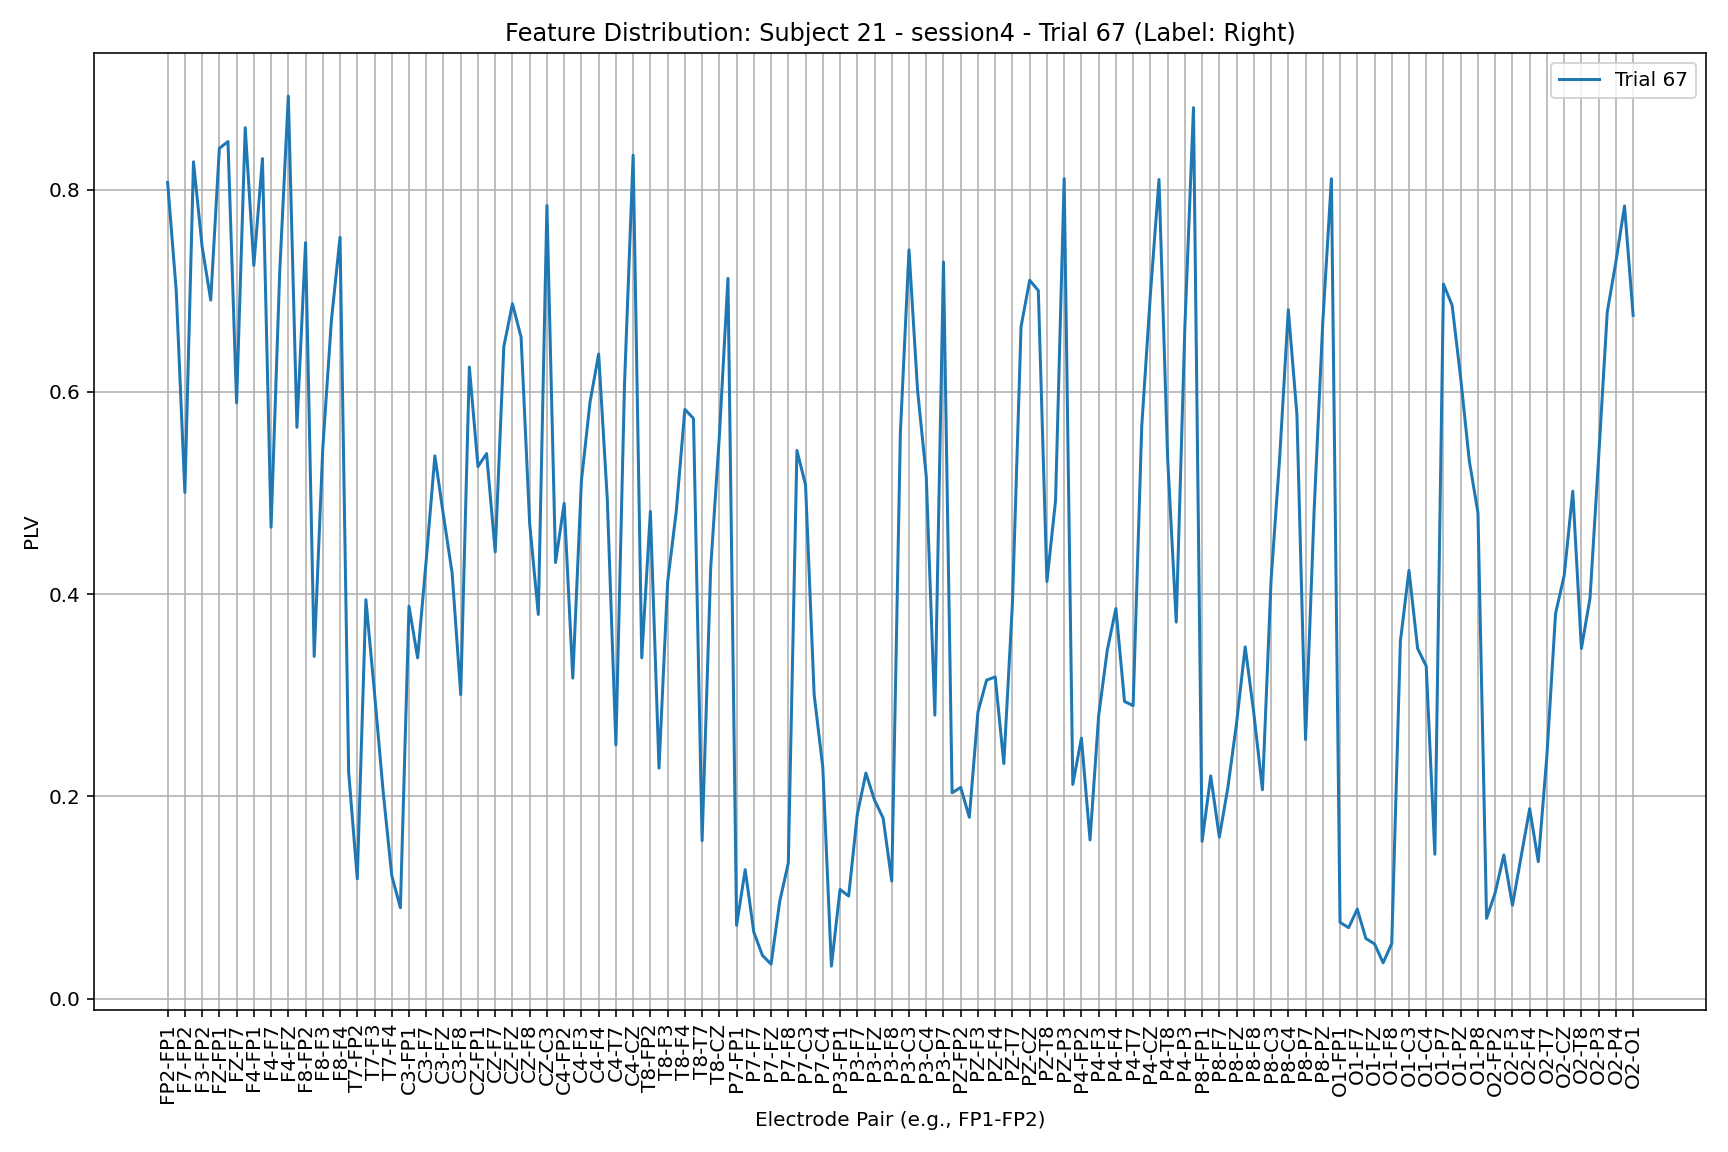 Feature Distribution: Subject 21 - session4 - Trial 67 (Label: Right)
Trial 67
PLV
0.8
0.6
0.4
0.2
0.0
FP2-FP1
F7-FP2
F3-FP2
FZ-FP1
FZ-F7
F4-FP1
F4-F7
F4-FZ
F8-FP2
F8-F3
F8-F4
T7-FP2
T7-F3
T7-F4
C3-FP1
C3-F7
C3-FZ
C3-F8
CZ-FP1
CZ-F7
CZ-FZ
CZ-F8
CZ-C3
C4-FP2
C4-F3
C4-F4
C4-T7
C4-CZ
T8-FP2
T8-F3
T8-F4
T8-T7
T8-CZ
P7-FP1
P7-F7
P7-FZ
P7-F8
P7-C3
P7-C4
P3-FP1
P3-F7
P3-FZ
P3-F8
P3-C3
P3-C4
P3-P7
PZ-FP2
PZ-F3
PZ-F4
PZ-T7
PZ-CZ
PZ-T8
PZ-P3
P4-FP2
P4-F3
P4-F4
P4-T7
P4-CZ
P4-T8
P4-P3
P8-FP1
P8-F7
P8-FZ
P8-F8
P8-C3
P8-C4
P8-P7
P8-PZ
O1-FP1
O1-F7
O1-FZ
O1-F8
O1-C3
O1-C4
O1-P7
O1-PZ
O1-P8
O2-FP2
O2-F3
O2-F4
O2-T7
O2-CZ
O2-T8
O2-P3
O2-P4
O2-O1
Electrode Pair (e.g., FP1-FP2)